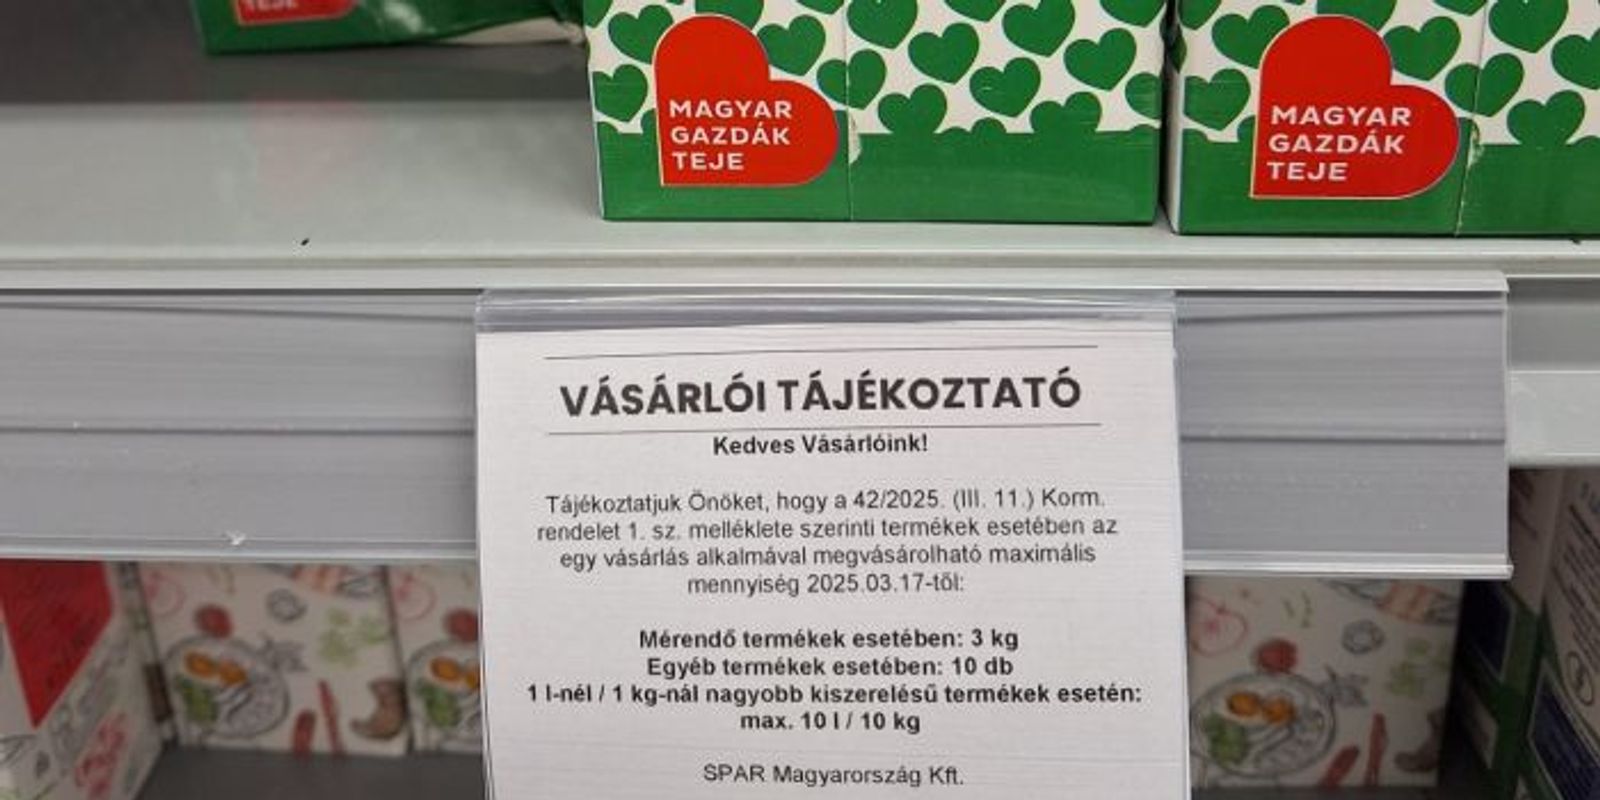 TEJE
MAGYAR
GAZDÁK
TEJE
MAGYAR
GAZDÁK
TEJE
VÁSÁRLÓI TÁJÉKOZTATÓ
Kedves Vásárlóink!
Tájékoztatjuk Önöket, hogy a 42/2025. (III. 11.) Korm.
rendelet 1. sz. melléklete szerinti termékek esetében az
egy vásárlás alkalmával megvásárolható maximális
mennyiség 2025.03.17-től:
Mérendő termékek esetében: 3 kg
Egyéb termékek esetében: 10 db
1 l-nél / 1 kg-nál nagyobb kiszerelésű termékek esetén:
max. 10 l / 10 kg
SPAR Magyarország Kft.